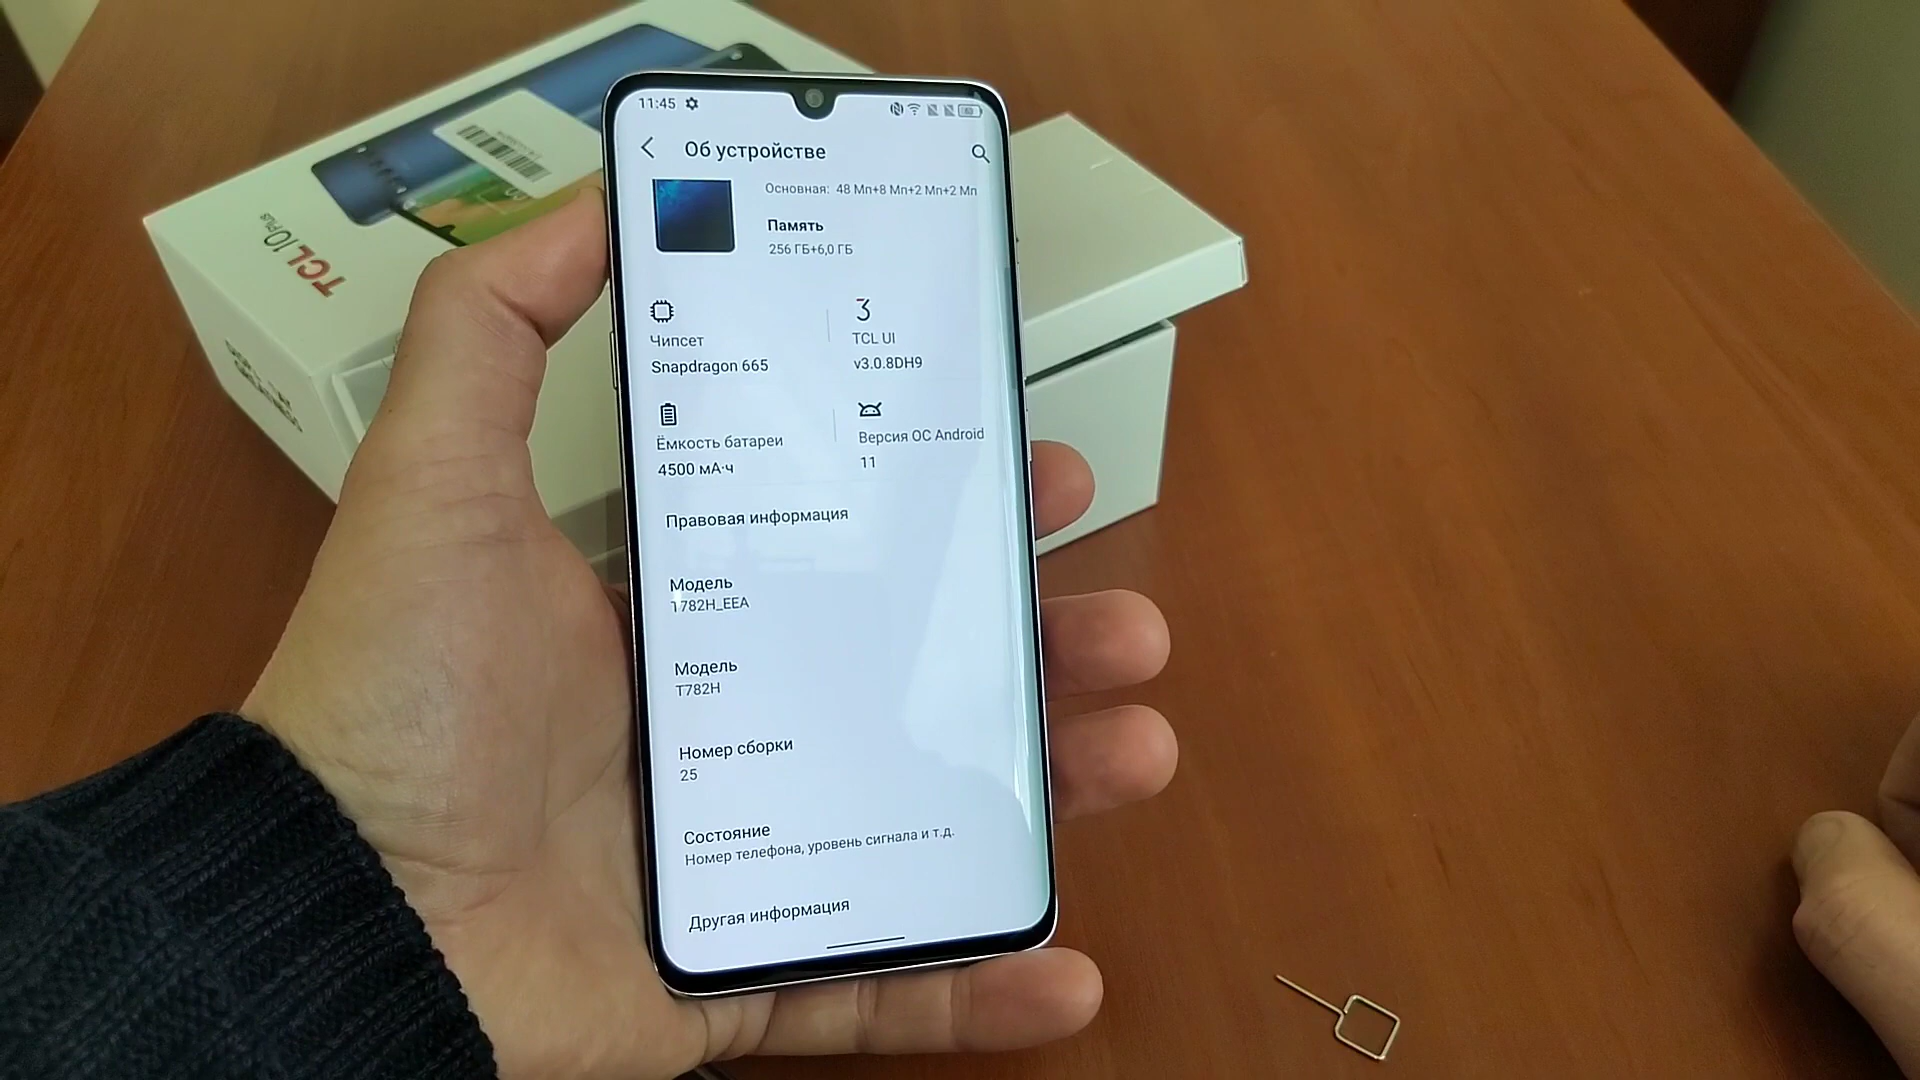 11:45
Об устройстве
Основная: 48 Мп+8 Мп+2 Мп+2 Мп
Память
256 ГБ+6,0 ГБ
Чипсет
Snapdragon 665
3
TCL UI
v3.0.8DH9
Ёмкость батареи
4500 мА·ч
Версия ОС Android
11
Правовая информация
Модель
T782H_EEA
Модель
T782H
Номер сборки
25
Состояние
Номер телефона, уровень сигнала и т.д.
Другая информация
TCL 10 Plus